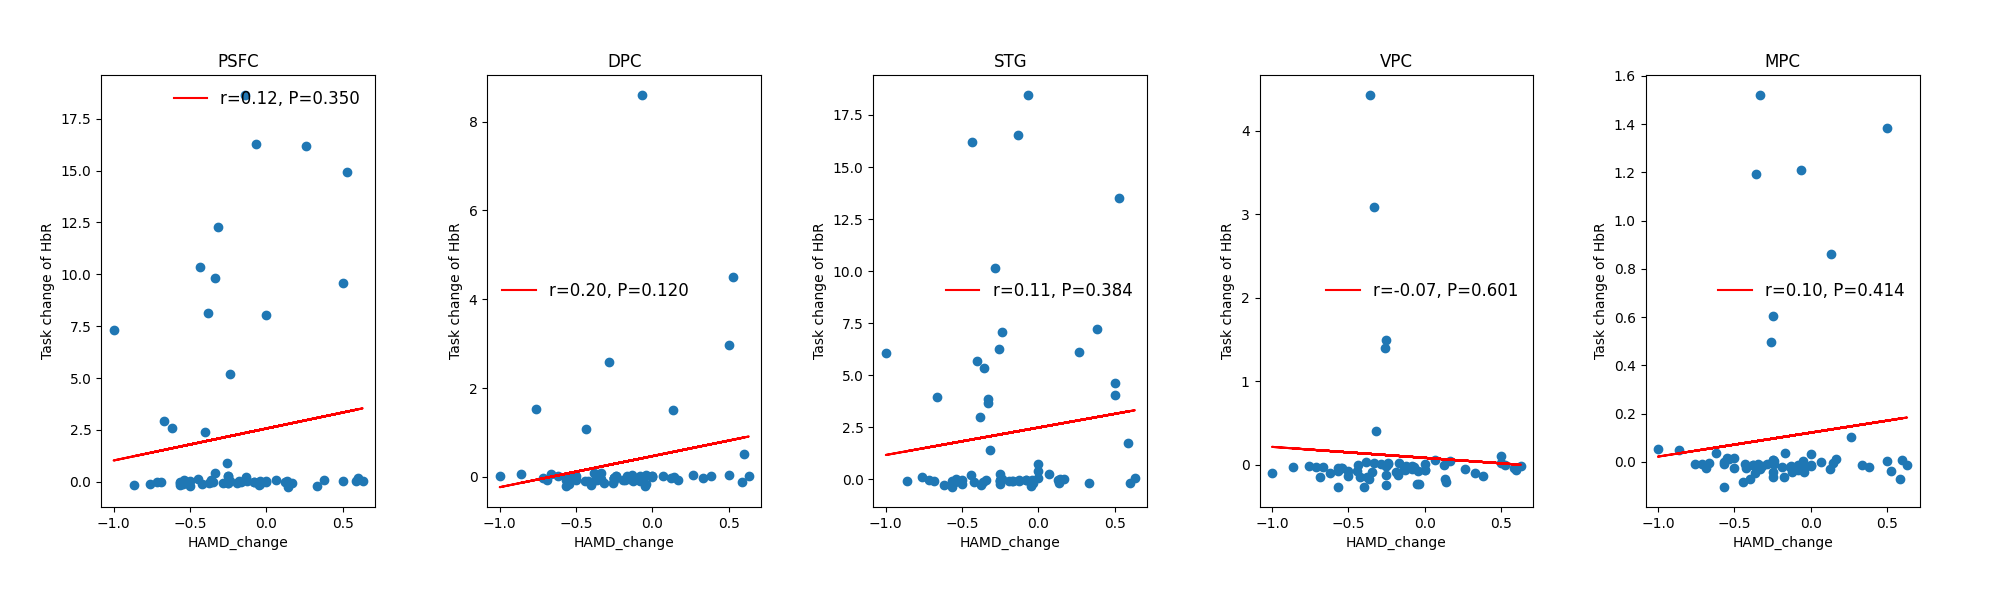 PSFC
DPC
STG
VPC
MPC
r=0.12, P=0.350
r=0.20, P=0.120
r=0.11, P=0.384
r=-0.07, P=0.601
r=0.10, P=0.414
Task change of HbR
17.5
15.0
12.5
10.0
7.5
5.0
2.5
0.0
−1.0
−0.5
0.0
0.5
HAMD_change
Task change of HbR
8
6
4
2
0
−1.0
−0.5
0.0
0.5
HAMD_change
Task change of HbR
17.5
15.0
12.5
10.0
7.5
5.0
2.5
0.0
−1.0
−0.5
0.0
0.5
HAMD_change
Task change of HbR
4
3
2
1
0
−1.0
−0.5
0.0
0.5
HAMD_change
Task change of HbR
1.6
1.4
1.2
1.0
0.8
0.6
0.4
0.2
0.0
−1.0
−0.5
0.0
0.5
HAMD_change